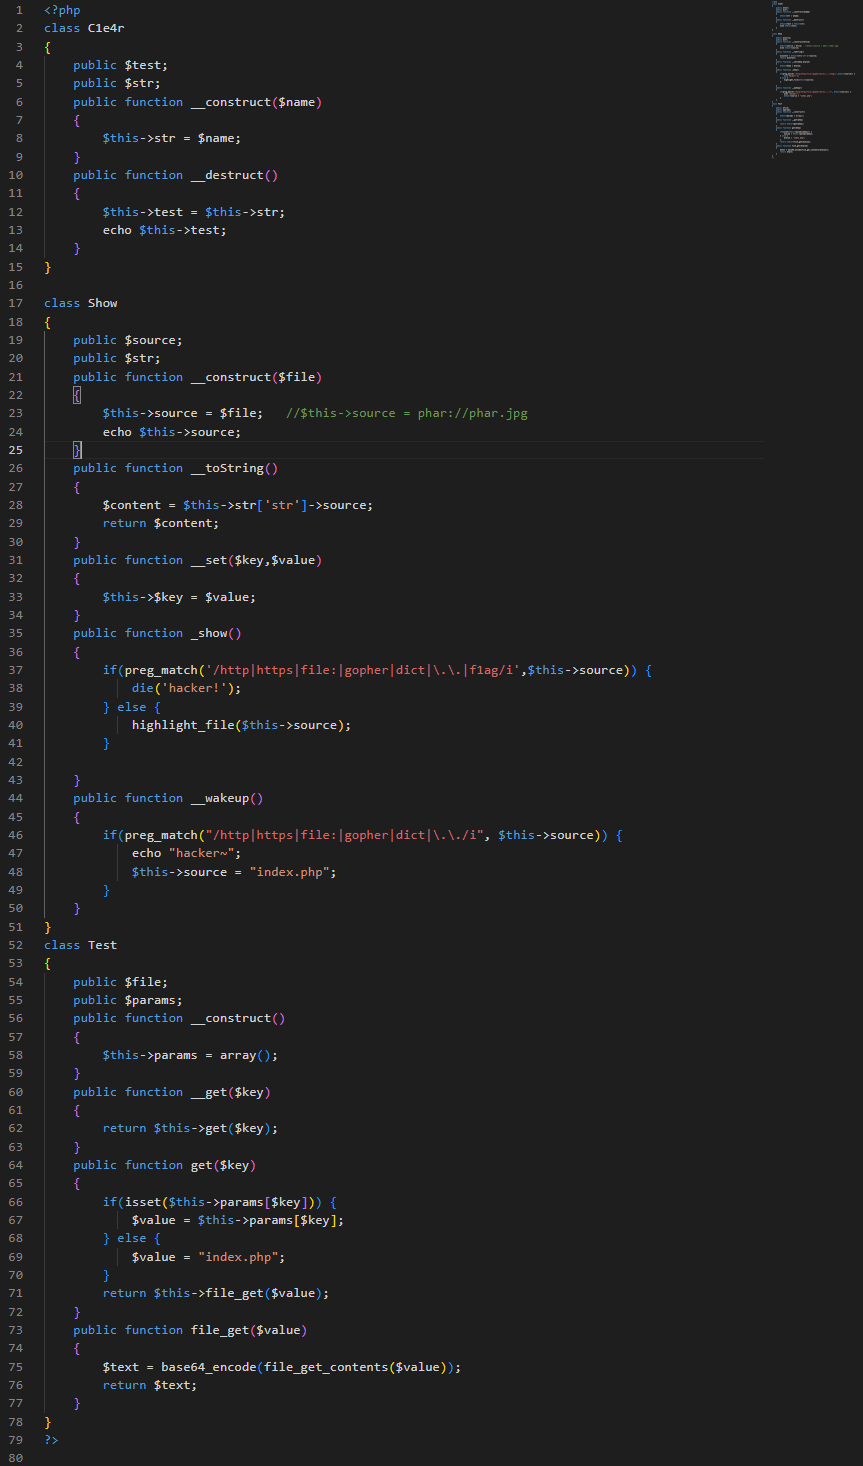 1 <?php
2 class C1e4r
3 {
4     public $test;
5     public $str;
6     public function __construct($name)
7     {
8         $this->str = $name;
9     }
10     public function __destruct()
11     {
12         $this->test = $this->str;
13         echo $this->test;
14     }
15 }
16
17 class Show
18 {
19     public $source;
20     public $str;
21     public function __construct($file)
22     {
23         $this->source = $file;   //$this->source = phar://phar.jpg
24         echo $this->source;
25     }
26     public function __toString()
27     {
28         $content = $this->str['str']->source;
29         return $content;
30     }
31     public function __set($key,$value)
32     {
33         $this->$key = $value;
34     }
35     public function _show()
36     {
37         if(preg_match('/http|https|file:|gopher|dict|\.\.|f1ag/i',$this->source)) {
38             die('hacker!');
39         } else {
40             highlight_file($this->source);
41         }
42
43     }
44     public function __wakeup()
45     {
46         if(preg_match("/http|https|file:|gopher|dict|\.\./i", $this->source)) {
47             echo "hacker~";
48             $this->source = "index.php";
49         }
50     }
51 }
52 class Test
53 {
54     public $file;
55     public $params;
56     public function __construct()
57     {
58         $this->params = array();
59     }
60     public function __get($key)
61     {
62         return $this->get($key);
63     }
64     public function get($key)
65     {
66         if(isset($this->params[$key])) {
67             $value = $this->params[$key];
68         } else {
69             $value = "index.php";
70         }
71         return $this->file_get($value);
72     }
73     public function file_get($value)
74     {
75         $text = base64_encode(file_get_contents($value));
76         return $text;
77     }
78 }
79 ?>
80